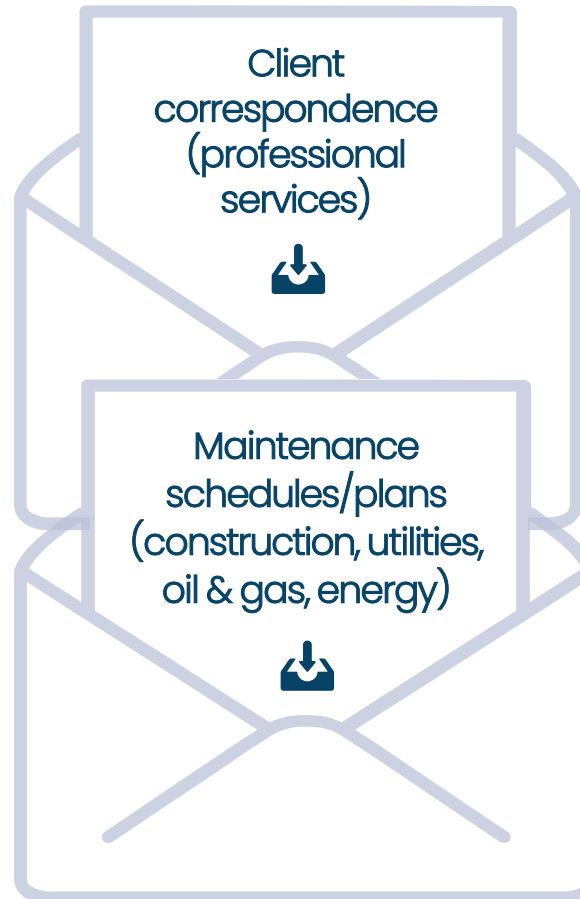 Client
correspondence
(professional
services)
Maintenance
schedules/plans
(construction, utilities,
oil & gas, energy)